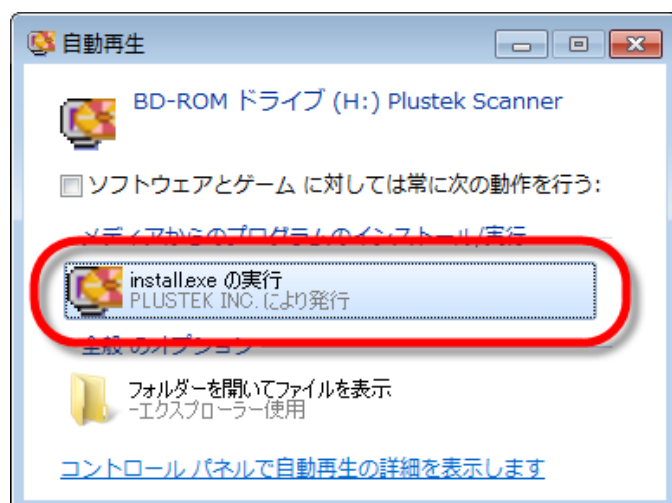 自動再生
BD-ROM ドライブ (H:) Plustek Scanner
ソフトウェアとゲーム に対しては常に次の動作を行う:
メディアからのプログラムのインストール/実行
install.exe の実行
PLUSTEK INC. により発行
全般 のオプション
フォルダーを開いてファイルを表示
-エクスプローラー使用
コントロール パネルで自動再生の詳細を表示します